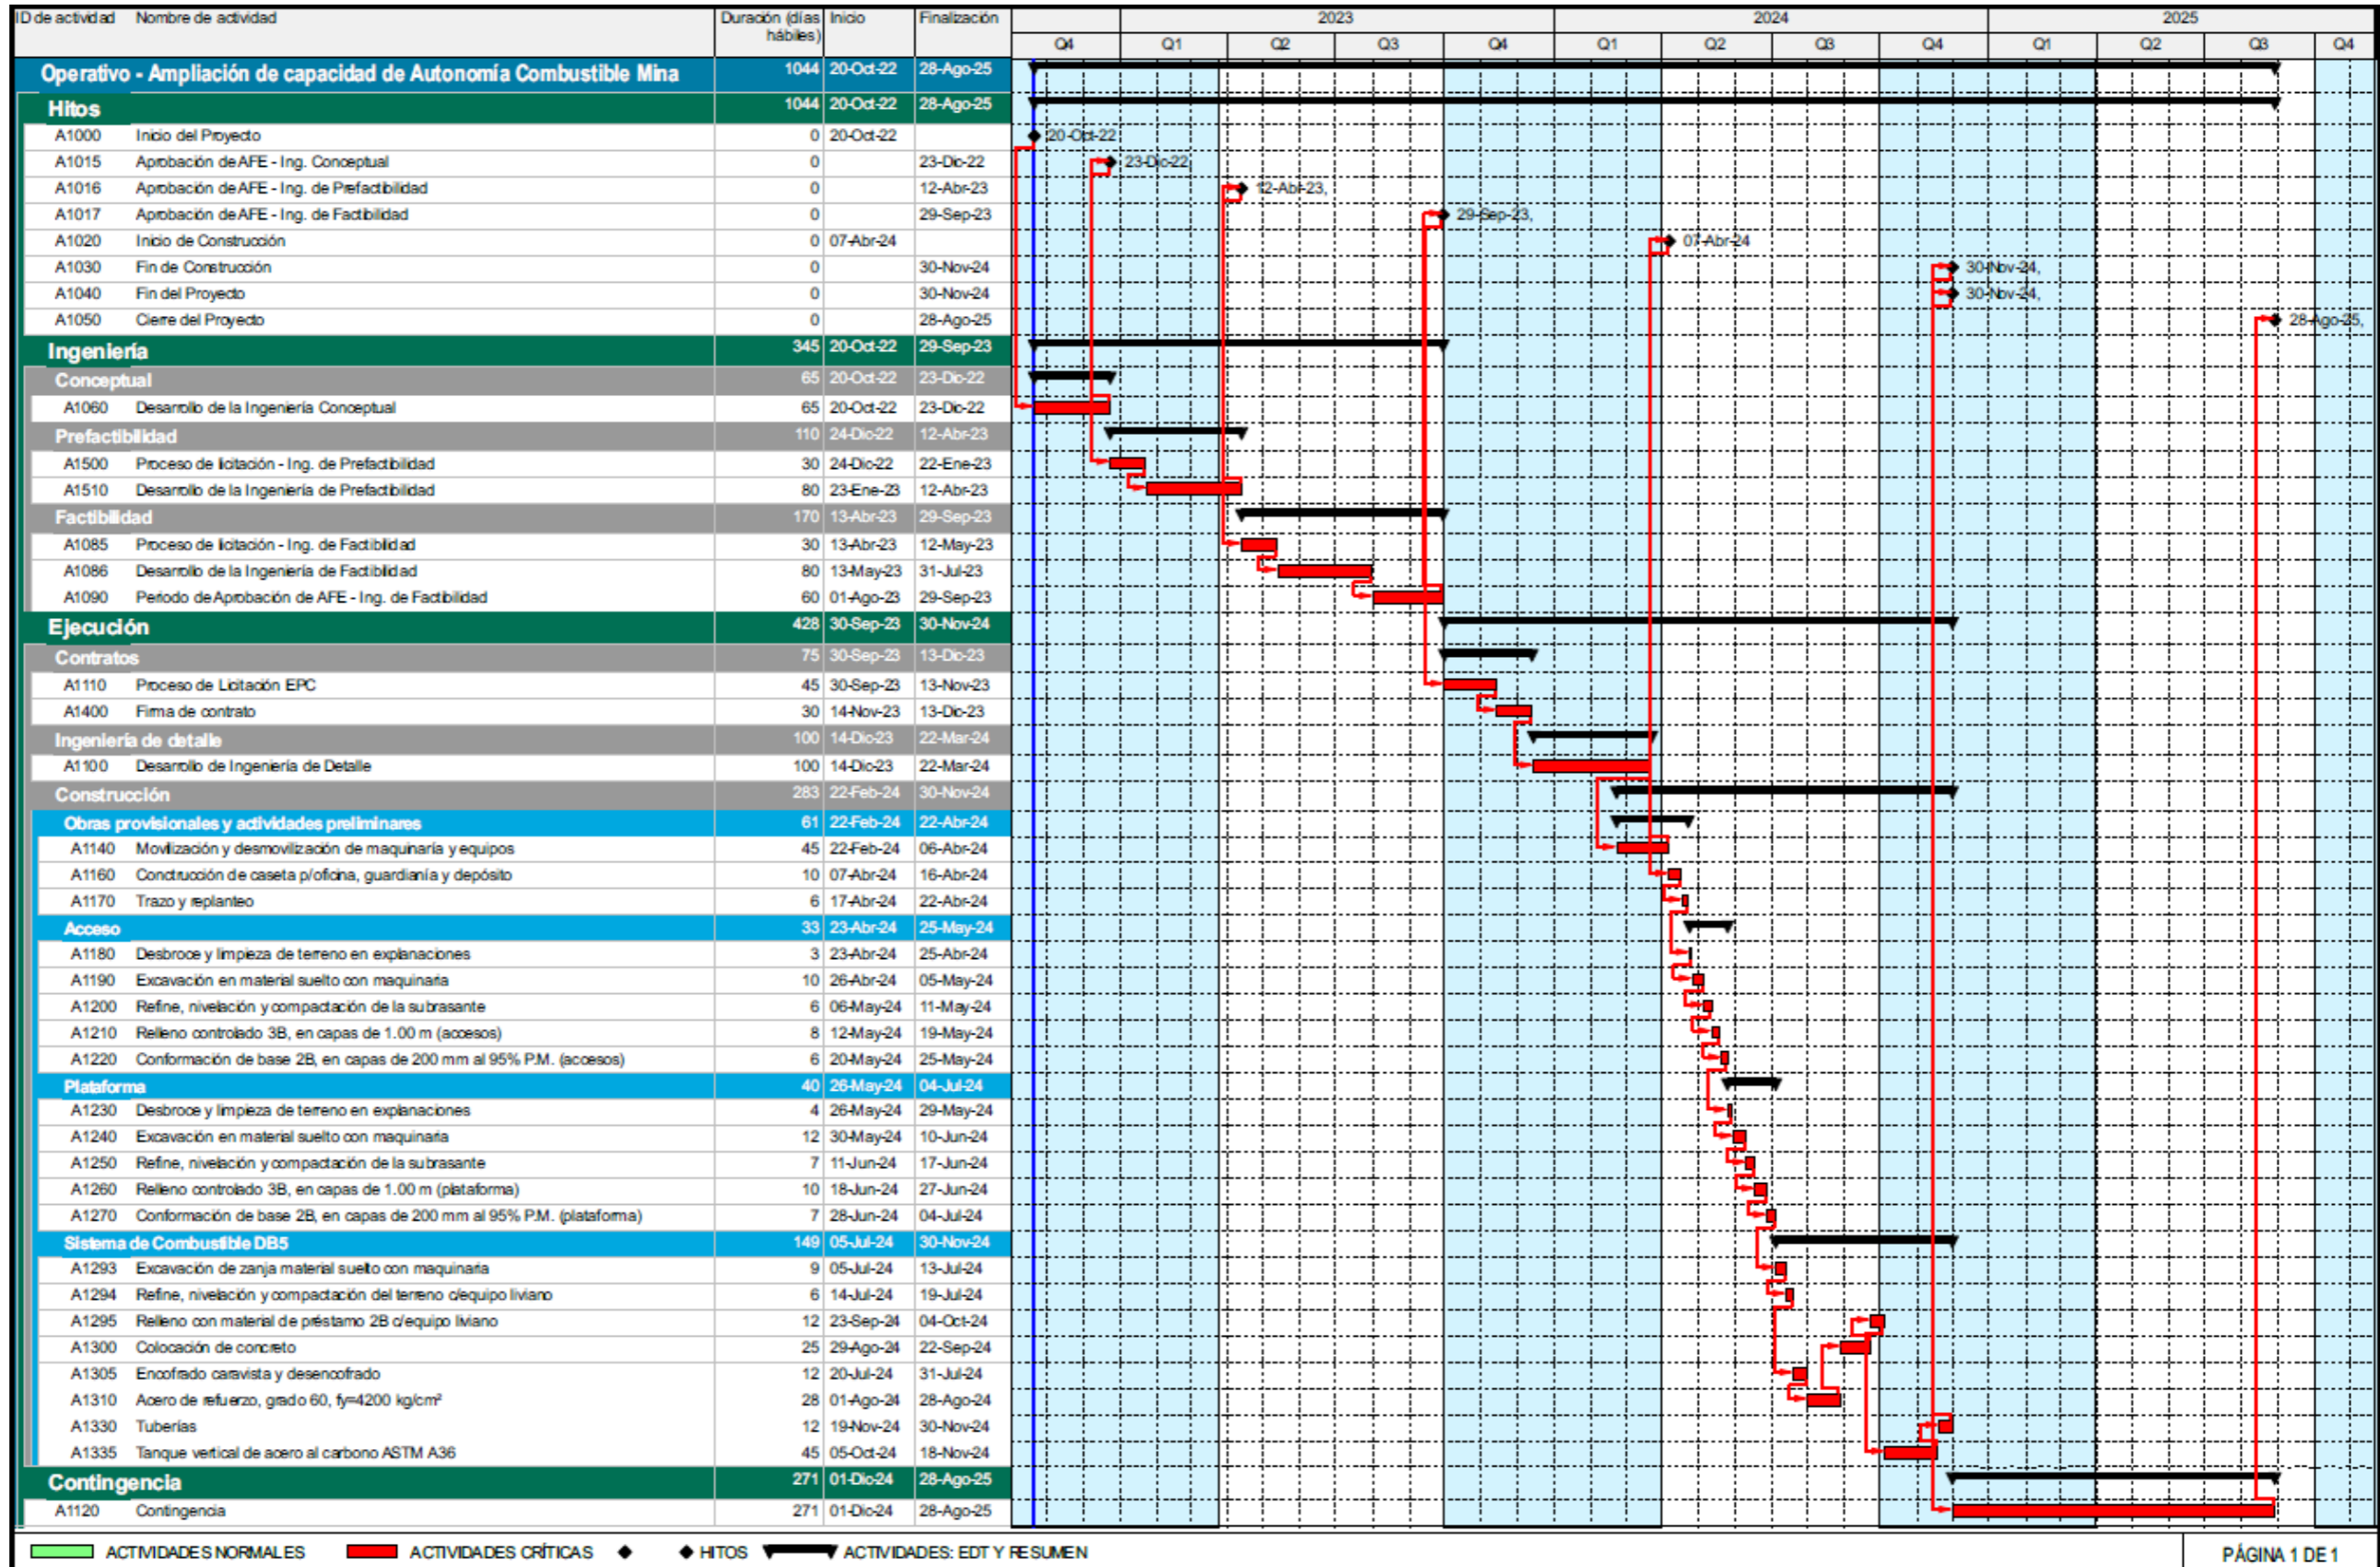 ID de actividad Nombre de actividad Duración (días hábiles) Inicio Finalización 2023 2024 2025
Q4 Q1 Q2 Q3 Q4 Q1 Q2 Q3 Q4 Q1 Q2 Q3 Q4
Operativo - Ampliación de capacidad de Autonomía Combustible Mina 1044 20-Oct-22 28-Ago-25
Hitos 1044 20-Oct-22 28-Ago-25
A1000 Inicio del Proyecto 0 20-Oct-22 20-Oct-22
A1015 Aprobación de AFE - Ing. Conceptual 0 23-Dic-22 23-Dic-22,
A1016 Aprobación de AFE - Ing. de Prefactibilidad 0 12-Abr-23 12-Abr-23,
A1017 Aprobación de AFE - Ing. de Factibilidad 0 29-Sep-23 29-Sep-23,
A1020 Inicio de Construcción 0 07-Abr-24 07-Abr-24
A1030 Fin de Construcción 0 30-Nov-24 30-Nov-24,
A1040 Fin del Proyecto 0 30-Nov-24 30-Nov-24,
A1050 Cierre del Proyecto 0 28-Ago-25 28-Ago-25,
Ingeniería 345 20-Oct-22 29-Sep-23
Conceptual 65 20-Oct-22 23-Dic-22
A1060 Desarrollo de la Ingeniería Conceptual 65 20-Oct-22 23-Dic-22
Prefactibilidad 110 24-Dic-22 12-Abr-23
A1500 Proceso de licitación - Ing. de Prefactibilidad 30 24-Dic-22 22-Ene-23
A1510 Desarrollo de la Ingeniería de Prefactibilidad 80 23-Ene-23 12-Abr-23
Factibilidad 170 13-Abr-23 29-Sep-23
A1085 Proceso de licitación - Ing. de Factibilidad 30 13-Abr-23 12-May-23
A1086 Desarrollo de la Ingeniería de Factibilidad 80 13-May-23 31-Jul-23
A1090 Periodo de Aprobación de AFE - Ing. de Factibilidad 60 01-Ago-23 29-Sep-23
Ejecución 428 30-Sep-23 30-Nov-24
Contratos 75 30-Sep-23 13-Dic-23
A1110 Proceso de Licitación EPC 45 30-Sep-23 13-Nov-23
A1400 Firma de contrato 30 14-Nov-23 13-Dic-23
Ingeniería de detalle 100 14-Dic-23 22-Mar-24
A1100 Desarrollo de Ingeniería de Detalle 100 14-Dic-23 22-Mar-24
Construcción 283 22-Feb-24 30-Nov-24
Obras provisionales y actividades preliminares 61 22-Feb-24 22-Abr-24
A1140 Movilización y desmovilización de maquinaría y equipos 45 22-Feb-24 06-Abr-24
A1160 Conctrucción de caseta p/oficina, guardianía y depósito 10 07-Abr-24 16-Abr-24
A1170 Trazo y replanteo 6 17-Abr-24 22-Abr-24
Acceso 33 23-Abr-24 25-May-24
A1180 Desbroce y limpieza de terreno en explanaciones 3 23-Abr-24 25-Abr-24
A1190 Excavación en material suelto con maquinaria 10 26-Abr-24 05-May-24
A1200 Refine, nivelación y compactación de la subrasante 6 06-May-24 11-May-24
A1210 Relleno controlado 3B, en capas de 1.00 m (accesos) 8 12-May-24 19-May-24
A1220 Conformación de base 2B, en capas de 200 mm al 95% P.M. (accesos) 6 20-May-24 25-May-24
Plataforma 40 26-May-24 04-Jul-24
A1230 Desbroce y limpieza de terreno en explanaciones 4 26-May-24 29-May-24
A1240 Excavación en material suelto con maquinaria 12 30-May-24 10-Jun-24
A1250 Refine, nivelación y compactación de la subrasante 7 11-Jun-24 17-Jun-24
A1260 Relleno controlado 3B, en capas de 1.00 m (plataforma) 10 18-Jun-24 27-Jun-24
A1270 Conformación de base 2B, en capas de 200 mm al 95% P.M. (plataforma) 7 28-Jun-24 04-Jul-24
Sistema de Combustible DB5 149 05-Jul-24 30-Nov-24
A1293 Excavación de zanja material suelto con maquinaria 9 05-Jul-24 13-Jul-24
A1294 Refine, nivelación y compactación del terreno c/equipo liviano 6 14-Jul-24 19-Jul-24
A1295 Relleno con material de préstamo 2B c/equipo liviano 12 23-Sep-24 04-Oct-24
A1300 Colocación de concreto 25 29-Ago-24 22-Sep-24
A1305 Encofrado caravista y desencofrado 12 20-Jul-24 31-Jul-24
A1310 Acero de refuerzo, grado 60, fy=4200 kg/cm² 28 01-Ago-24 28-Ago-24
A1330 Tuberías 12 19-Nov-24 30-Nov-24
A1335 Tanque vertical de acero al carbono ASTM A36 45 05-Oct-24 18-Nov-24
Contingencia 271 01-Dic-24 28-Ago-25
A1120 Contingencia 271 01-Dic-24 28-Ago-25
ACTIVIDADES NORMALES ACTIVIDADES CRÍTICAS HITOS ACTIVIDADES: EDT Y RESUMEN PÁGINA 1 DE 1